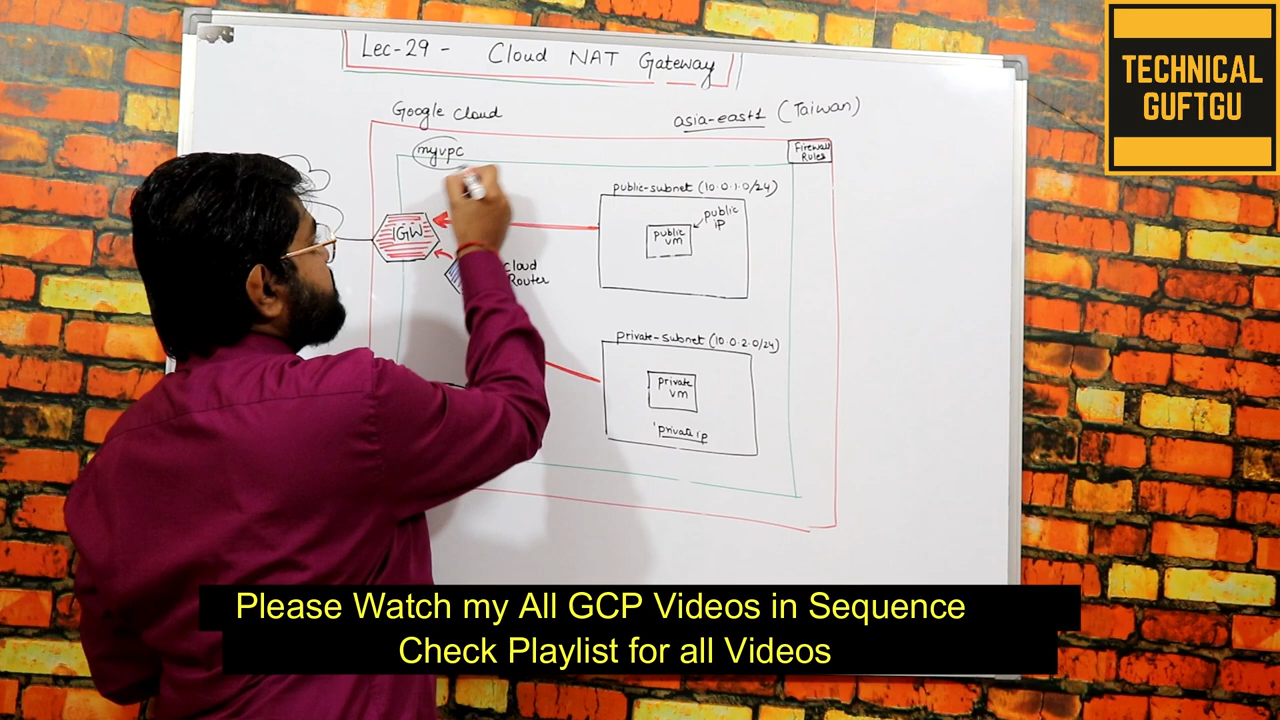 Lec-29 - Cloud NAT Gateway
TECHNICAL
GUFTGU
Google Cloud
asia-east1 (Taiwan)
myvpc
Firewall
Rules
public-subnet (10.0.1.0/24)
public
iP
public
vm
IGW
cloud
Router
private-subnet (10.0.2.0/24)
private
vm
private ip
Please Watch my All GCP Videos in Sequence
Check Playlist for all Videos